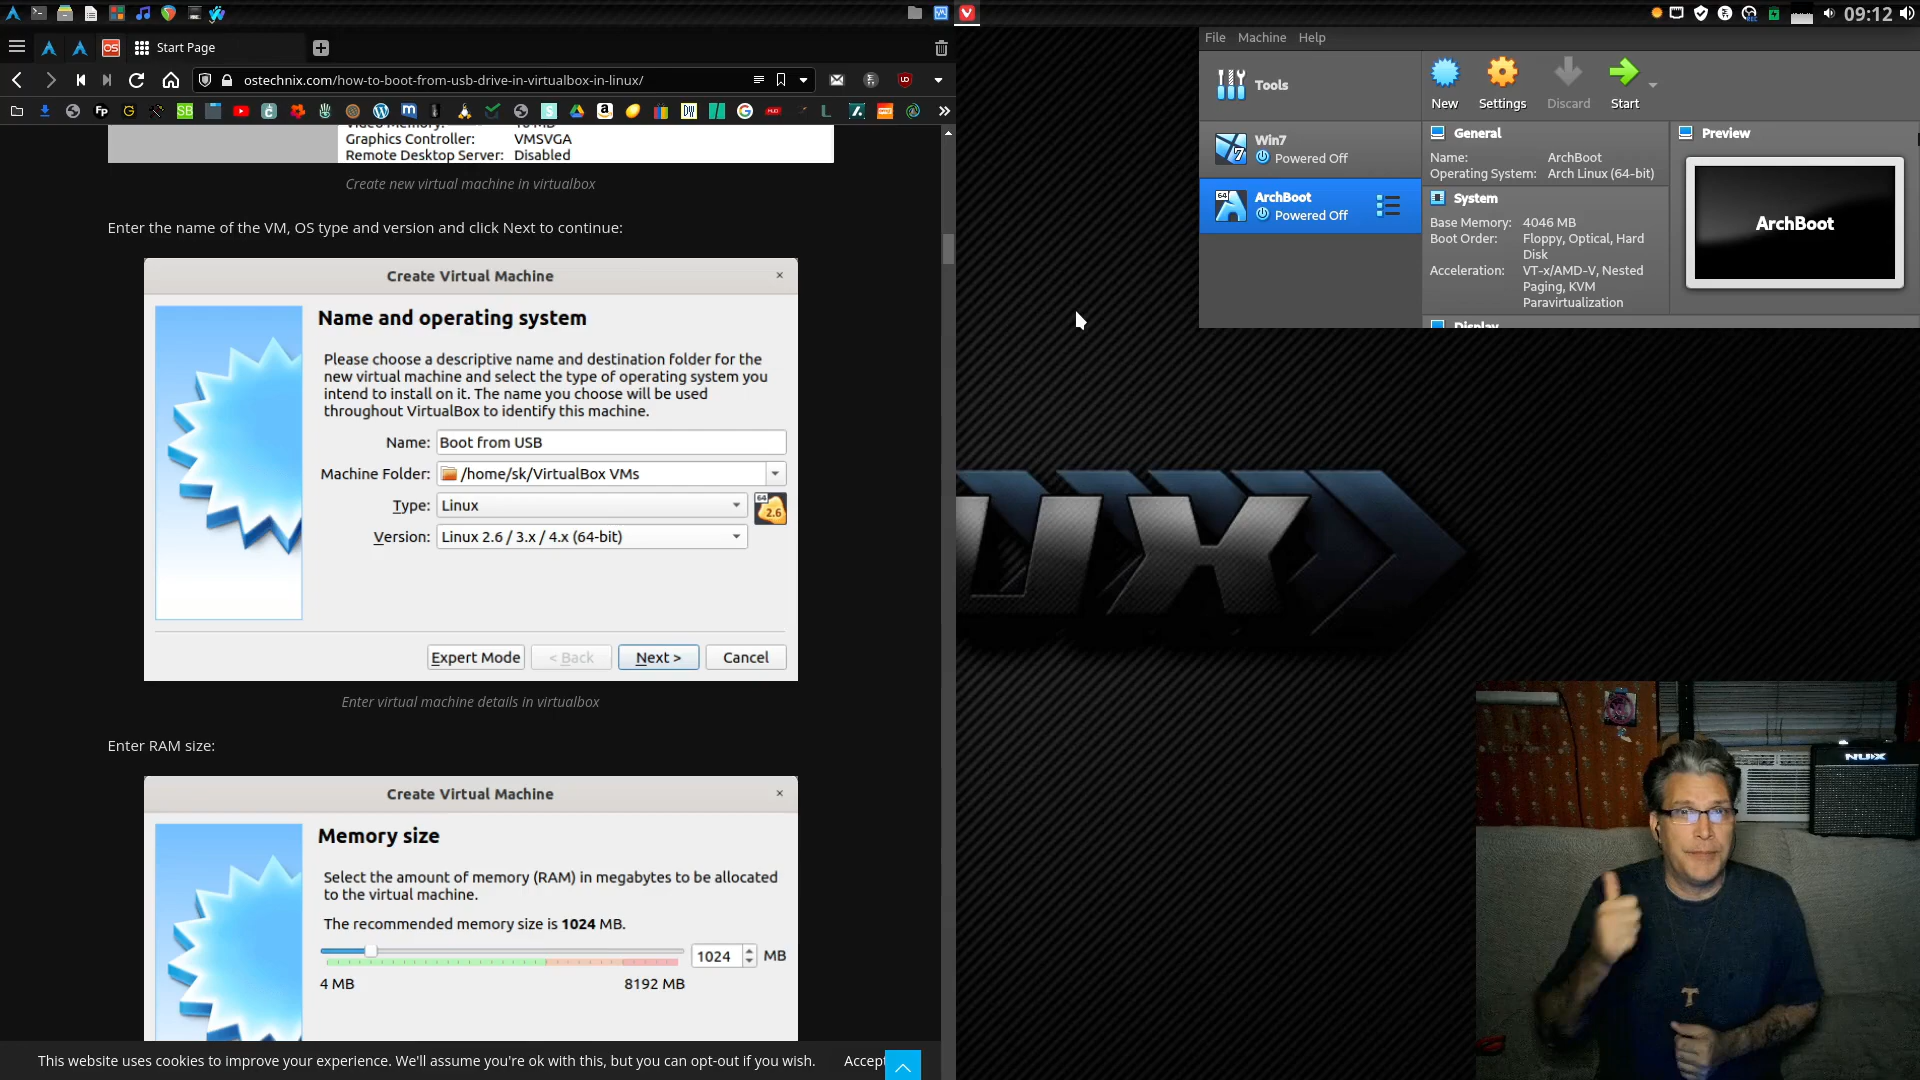 09:12
Start Page
ostechnix.com/how-to-boot-from-usb-drive-in-virtualbox-in-linux/
Graphics Controller: VMSVGA
Remote Desktop Server: Disabled
Create new virtual machine in virtualbox
Enter the name of the VM, OS type and version and click Next to continue:
Create Virtual Machine
Name and operating system
Please choose a descriptive name and destination folder for the
new virtual machine and select the type of operating system you
intend to install on it. The name you choose will be used
throughout VirtualBox to identify this machine.
Name: Boot from USB
Machine Folder: /home/sk/VirtualBox VMs
Type: Linux
64
2.6
Version: Linux 2.6 / 3.x / 4.x (64-bit)
Expert Mode < Back Next > Cancel
Enter virtual machine details in virtualbox
Enter RAM size:
Create Virtual Machine
Memory size
Select the amount of memory (RAM) in megabytes to be allocated
to the virtual machine.
The recommended memory size is 1024 MB.
1024 MB
4 MB 8192 MB
This website uses cookies to improve your experience. We'll assume you're ok with this, but you can opt-out if you wish. Accept
File Machine Help
Tools
New Settings Discard Start
Win7
Powered Off
ArchBoot
Powered Off
General
Name: ArchBoot
Operating System: Arch Linux (64-bit)
System
Base Memory: 4046 MB
Boot Order: Floppy, Optical, Hard
Disk
Acceleration: VT-x/AMD-V, Nested
Paging, KVM
Paravirtualization
Display
Preview
ArchBoot
UX
NUX